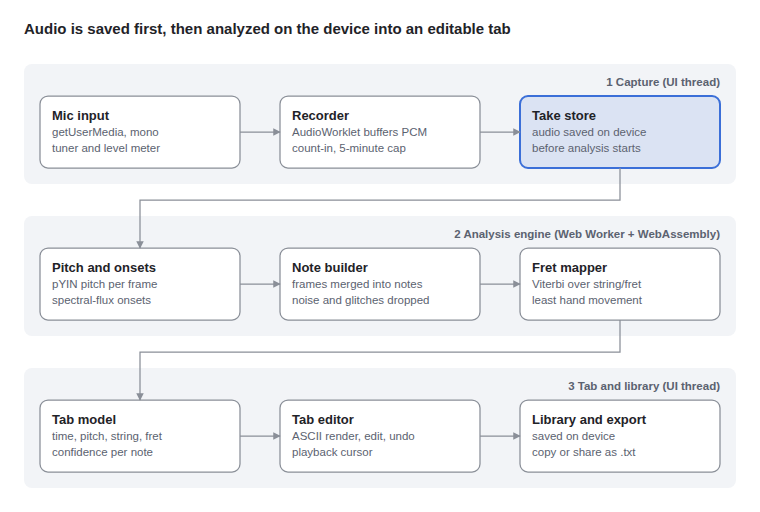 Audio is saved first, then analyzed on the device into an editable tab
1 Capture (UI thread)
Mic input
getUserMedia, mono
tuner and level meter
Recorder
AudioWorklet buffers PCM
count-in, 5-minute cap
Take store
audio saved on device
before analysis starts
2 Analysis engine (Web Worker + WebAssembly)
Pitch and onsets
pYIN pitch per frame
spectral-flux onsets
Note builder
frames merged into notes
noise and glitches dropped
Fret mapper
Viterbi over string/fret
least hand movement
3 Tab and library (UI thread)
Tab model
time, pitch, string, fret
confidence per note
Tab editor
ASCII render, edit, undo
playback cursor
Library and export
saved on device
copy or share as .txt